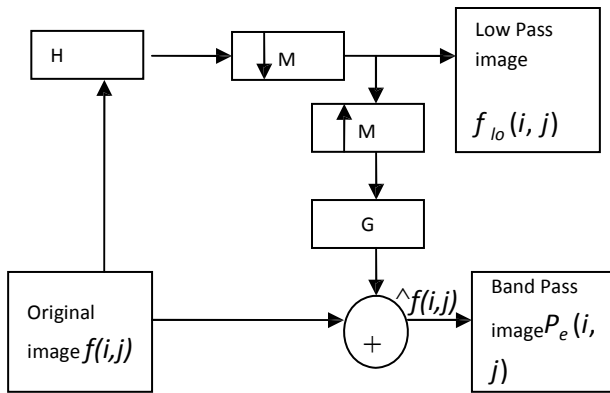 H
M
Low Pass
image
f lo (i, j)
M
G
Original
image f(i,j)
^f(i,j)
+
Band Pass
image P e (i,
j)